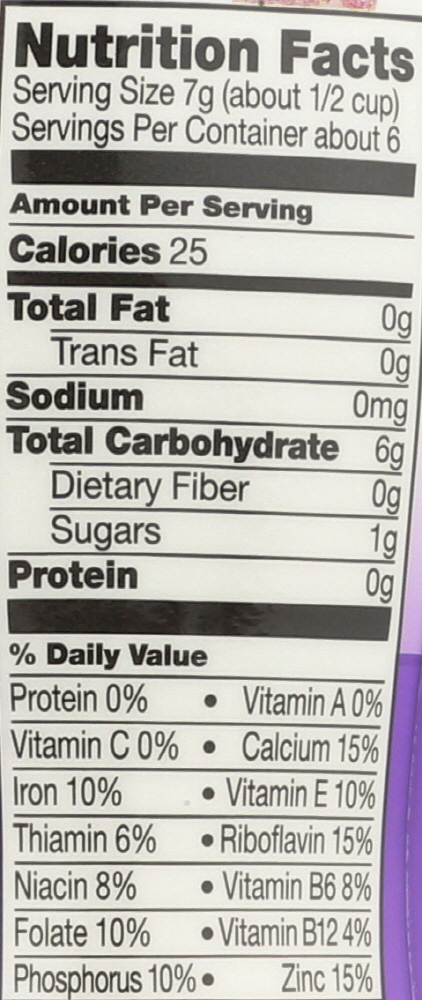 Nutrition Facts
Serving Size 7g (about 1/2 cup)
Servings Per Container about 6
Amount Per Serving
Calories 25
Total Fat 0g
Trans Fat 0g
Sodium 0mg
Total Carbohydrate 6g
Dietary Fiber 0g
Sugars 1g
Protein 0g
% Daily Value
Protein 0% • Vitamin A 0%
Vitamin C 0% • Calcium 15%
Iron 10% • Vitamin E 10%
Thiamin 6% • Riboflavin 15%
Niacin 8% • Vitamin B6 8%
Folate 10% • Vitamin B12 4%
Phosphorus 10% • Zinc 15%